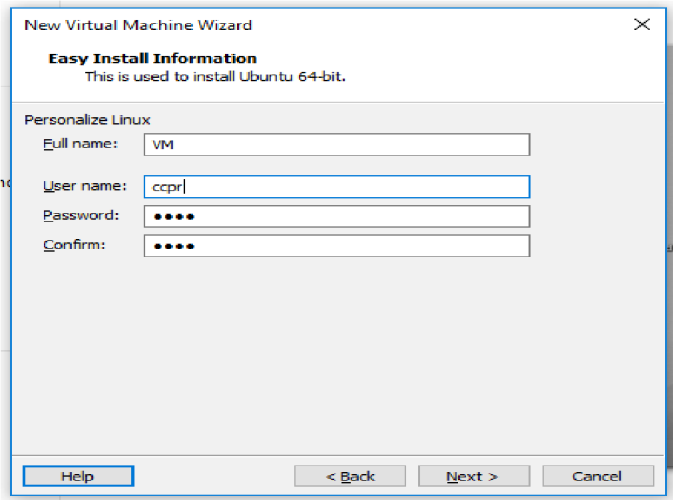 New Virtual Machine Wizard
Easy Install Information
This is used to install Ubuntu 64-bit.
Personalize Linux
Full name: VM
User name: ccpr
Password: ●●●●
Confirm: ●●●●
Help < Back Next > Cancel